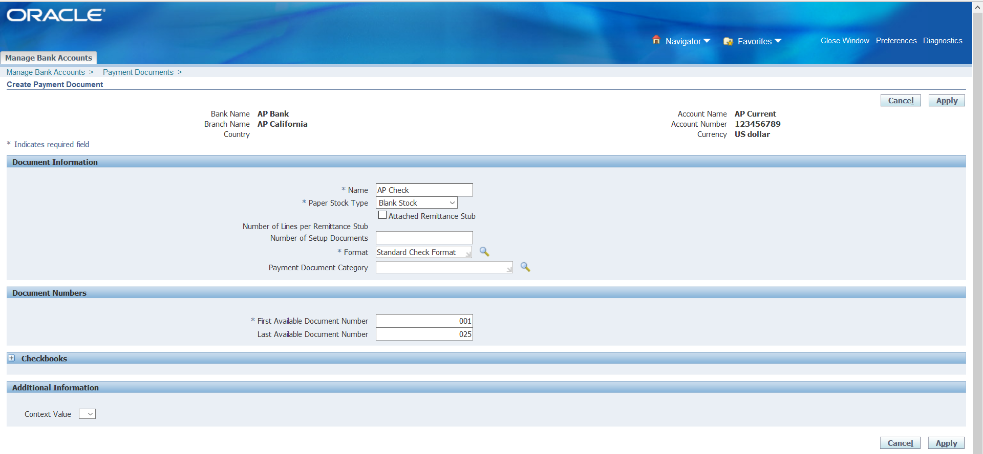 ORACLE
Navigator Favorites Close Window Preferences Diagnostics
Manage Bank Accounts
Manage Bank Accounts > Payment Documents >
Create Payment Document
Cancel Apply
Bank Name AP Bank Account Name AP Current
Branch Name AP California Account Number 123456789
Country Currency US dollar
* Indicates required field
Document Information
* Name AP Check
* Paper Stock Type Blank Stock
Attached Remittance Stub
Number of Lines per Remittance Stub
Number of Setup Documents
* Format Standard Check Format
Payment Document Category
Document Numbers
* First Available Document Number 001
Last Available Document Number 025
Checkbooks
Additional Information
Context Value
Cancel Apply